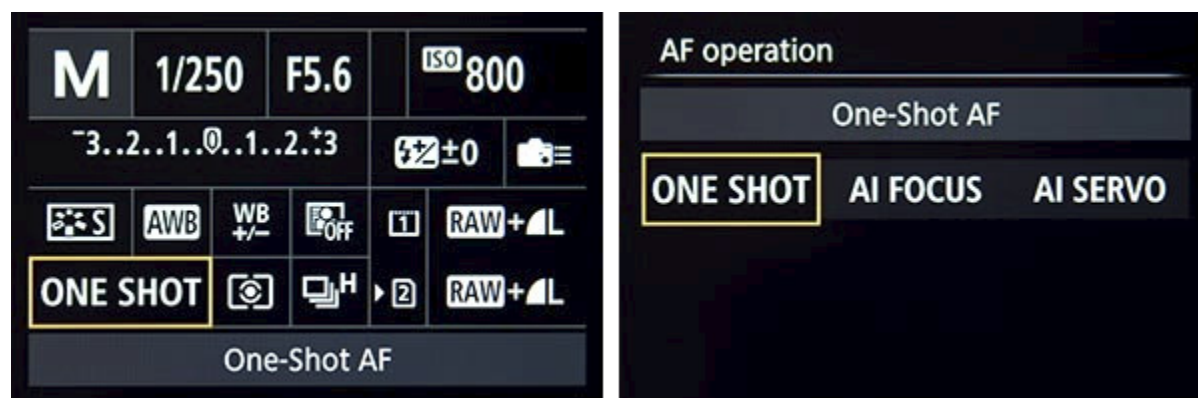 M 1/250 F5.6 ISO 800
-3..2..1..0..1..2.+3 ±0
S AWB WB +/- OFF 1 RAW+L
ONE SHOT H 2 RAW+L
One-Shot AF
AF operation
One-Shot AF
ONE SHOT AI FOCUS AI SERVO